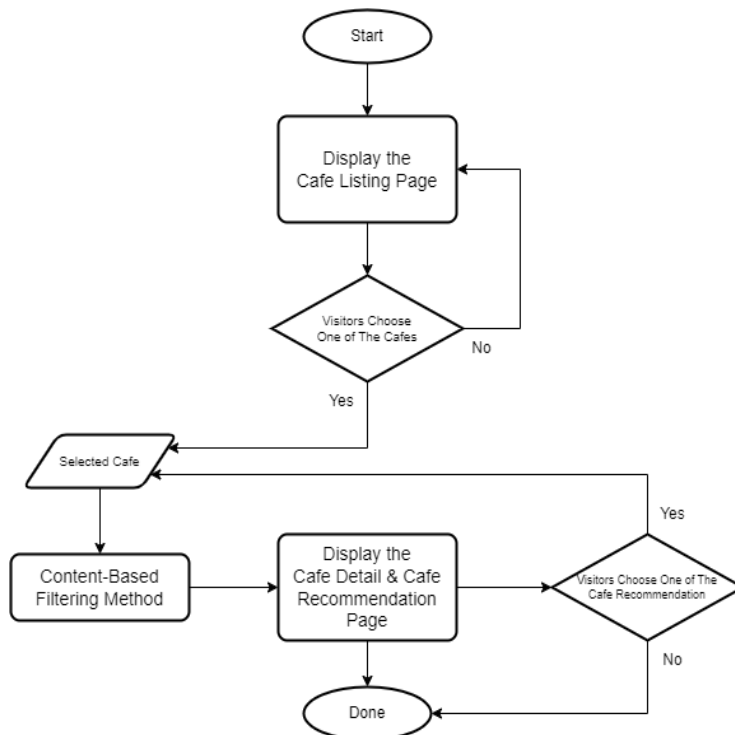 Start
Display the
Cafe Listing Page
Visitors Choose
One of The Cafes
No
Yes
Selected Cafe
Yes
Content-Based
Filtering Method
Display the
Cafe Detail & Cafe
Recommendation
Page
Visitors Choose One of The
Cafe Recommendation
No
Done